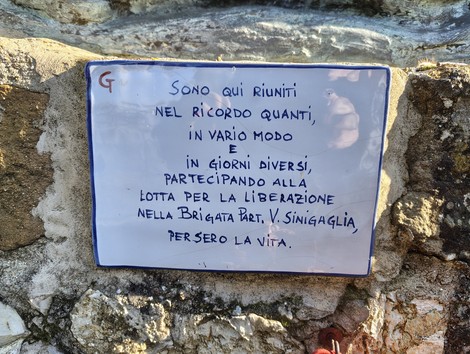 G
SONO QUI RIUNITI
NEL RICORDO QUANTI,
IN VARIO MODO
E
IN GIORNI DIVERSI,
PARTECIPANDO ALLA
LOTTA PER LA LIBERAZIONE
NELLA BRIGATA PART. V. SINIGAGLIA,
PERSERO LA VITA.